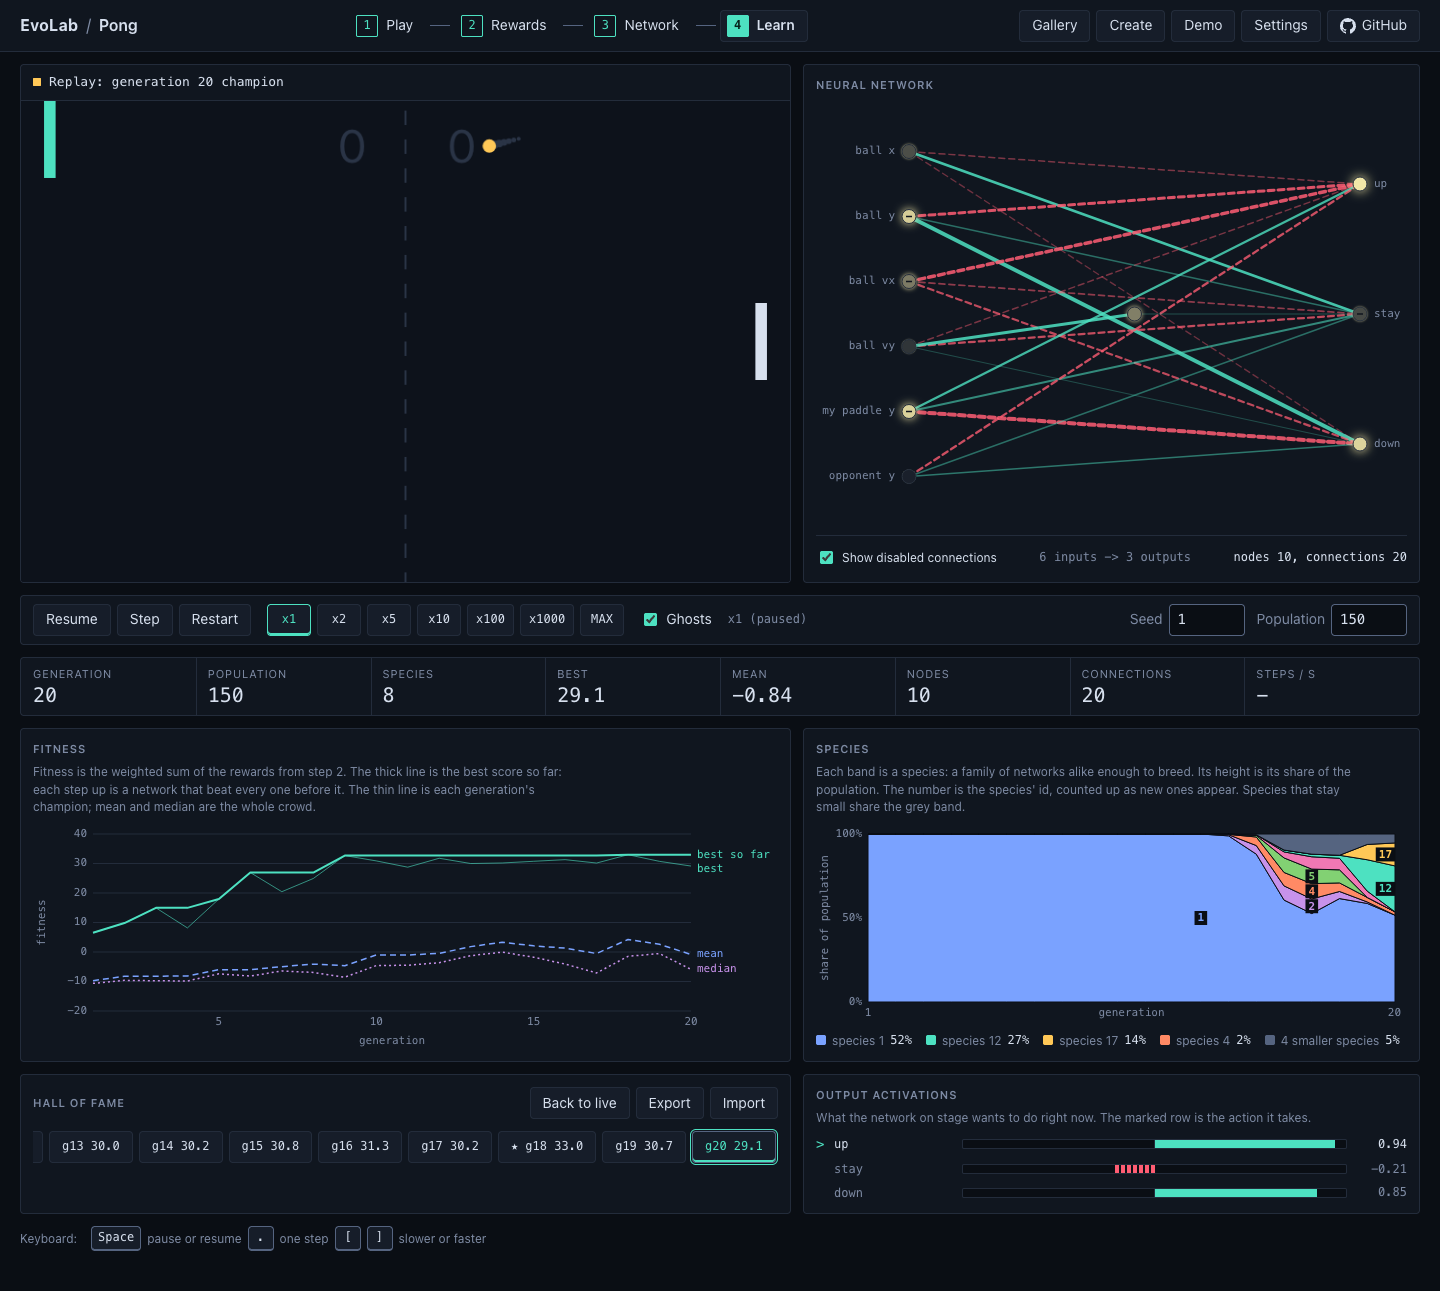 EvoLab / Pong
1 Play
2 Rewards
3 Network
4 Learn
Gallery
Create
Demo
Settings
GitHub
Replay: generation 20 champion
0 0
NEURAL NETWORK
ball x
ball y
ball vx
ball vy
my paddle y
opponent y
up
stay
down
Show disabled connections
6 inputs -> 3 outputs
nodes 10, connections 20
Resume
Step
Restart
x1
x2
x5
x10
x100
x1000
MAX
Ghosts
x1 (paused)
Seed 1
Population 150
GENERATION
20
POPULATION
150
SPECIES
8
BEST
29.1
MEAN
−0.84
NODES
10
CONNECTIONS
20
STEPS / S
–
FITNESS
Fitness is the weighted sum of the rewards from step 2. The thick line is the best score so far:
each step up is a network that beat every one before it. The thin line is each generation's
champion; mean and median are the whole crowd.
40
30
20
10
0
−10
−20
fitness
5
10
15
20
generation
best so far
best
mean
median
SPECIES
Each band is a species: a family of networks alike enough to breed. Its height is its share of the
population. The number is the species' id, counted up as new ones appear. Species that stay
small share the grey band.
100%
50%
0%
share of population
1
generation
20
1
5
4
2
17
12
species 1 52%
species 12 27%
species 17 14%
species 4 2%
4 smaller species 5%
HALL OF FAME
Back to live
Export
Import
g13 30.0
g14 30.2
g15 30.8
g16 31.3
g17 30.2
★ g18 33.0
g19 30.7
g20 29.1
OUTPUT ACTIVATIONS
What the network on stage wants to do right now. The marked row is the action it takes.
> up 0.94
stay −0.21
down 0.85
Keyboard: Space pause or resume . one step [ ] slower or faster